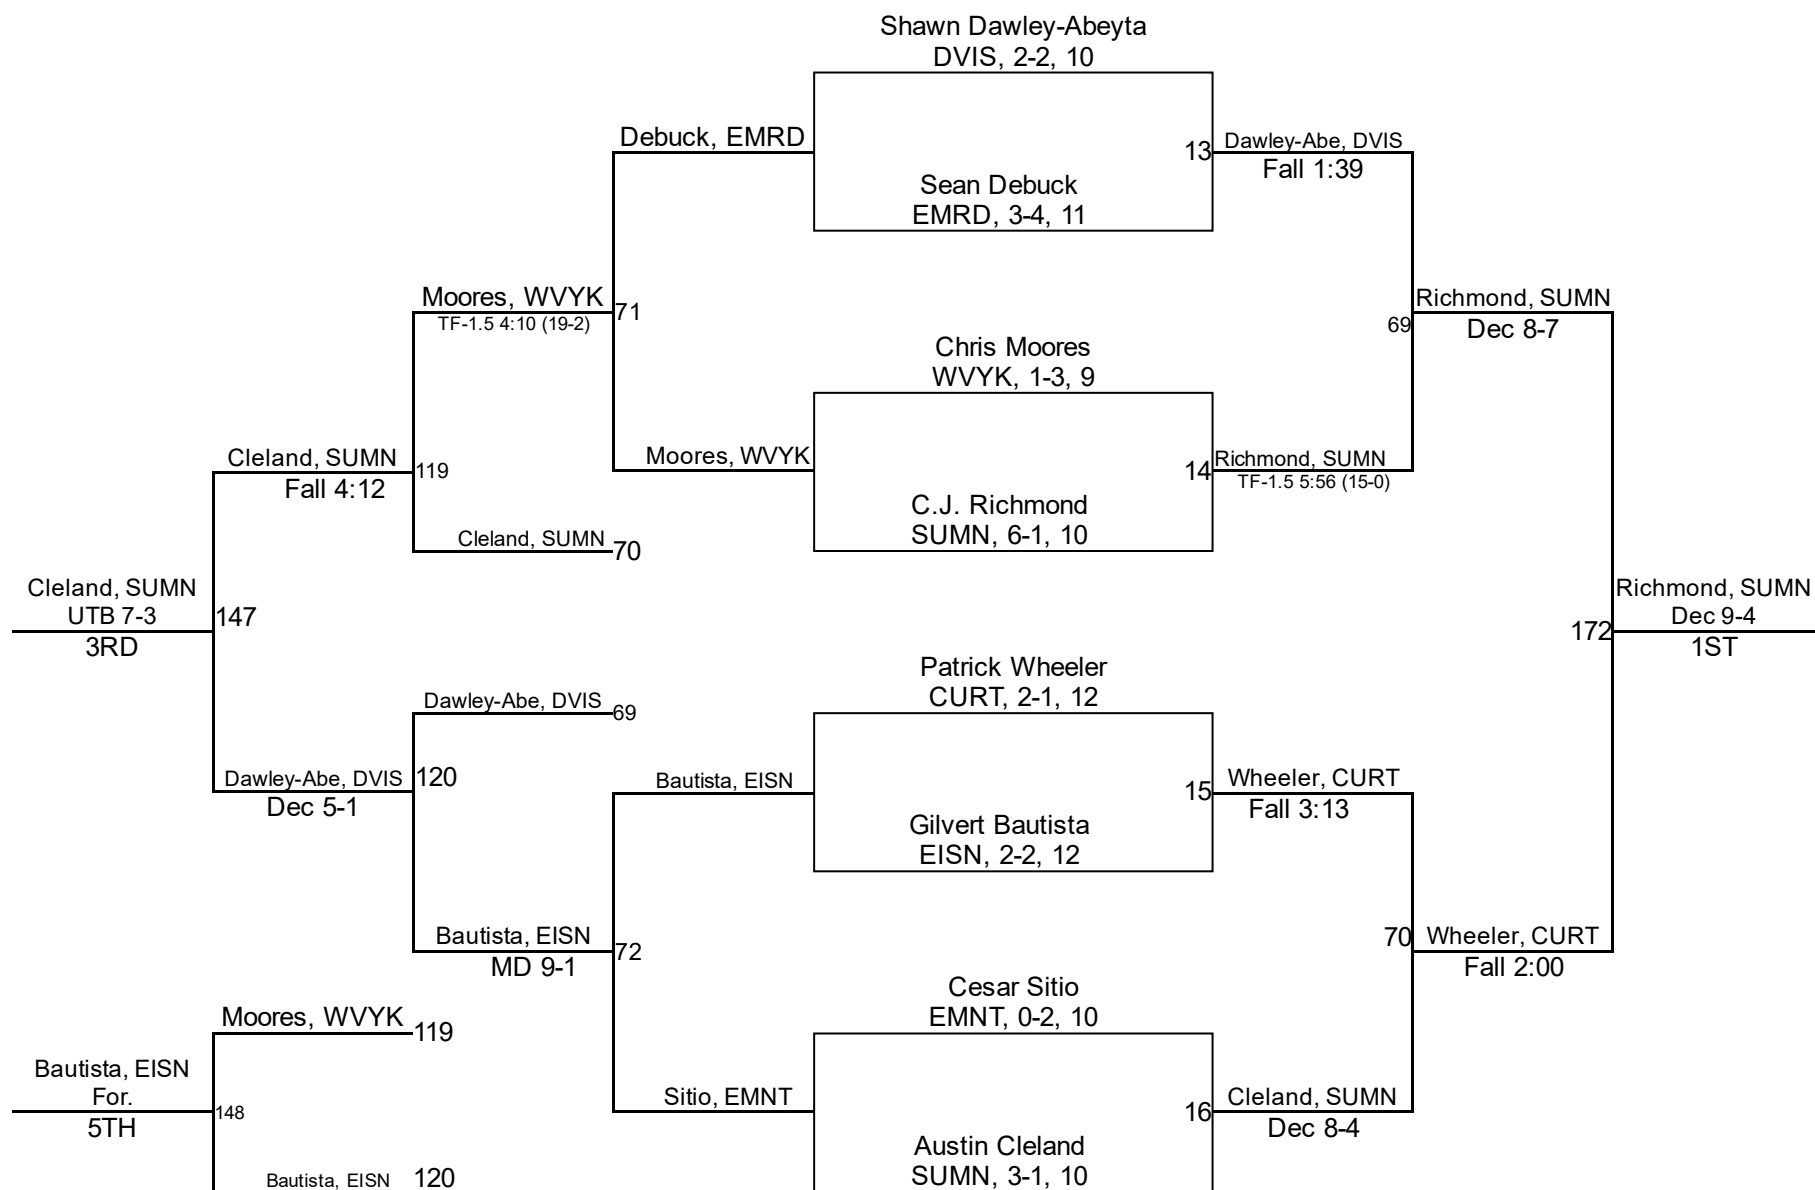 Shawn Dawley-Abeyta
DVIS, 2-2, 10
Debuck, EMRD
13
Dawley-Abe, DVIS
Fall 1:39
Sean Debuck
EMRD, 3-4, 11
Moores, WVYK
TF-1.5 4:10 (19-2)
71
69
Richmond, SUMN
Dec 8-7
Chris Moores
WVYK, 1-3, 9
Cleland, SUMN
Fall 4:12
119
Moores, WVYK
14
Richmond, SUMN
TF-1.5 5:56 (15-0)
C.J. Richmond
SUMN, 6-1, 10
Cleland, SUMN
70
Cleland, SUMN
UTB 7-3
3RD
147
172
Richmond, SUMN
Dec 9-4
1ST
Patrick Wheeler
CURT, 2-1, 12
Dawley-Abe, DVIS
69
Dawley-Abe, DVIS
Dec 5-1
120
Bautista, EISN
15
Wheeler, CURT
Fall 3:13
Gilvert Bautista
EISN, 2-2, 12
Bautista, EISN
MD 9-1
72
70
Wheeler, CURT
Fall 2:00
Cesar Sitio
EMNT, 0-2, 10
Moores, WVYK
119
Bautista, EISN
For.
5TH
148
Sitio, EMNT
16
Cleland, SUMN
Dec 8-4
Austin Cleland
SUMN, 3-1, 10
Bautista, EISN
120